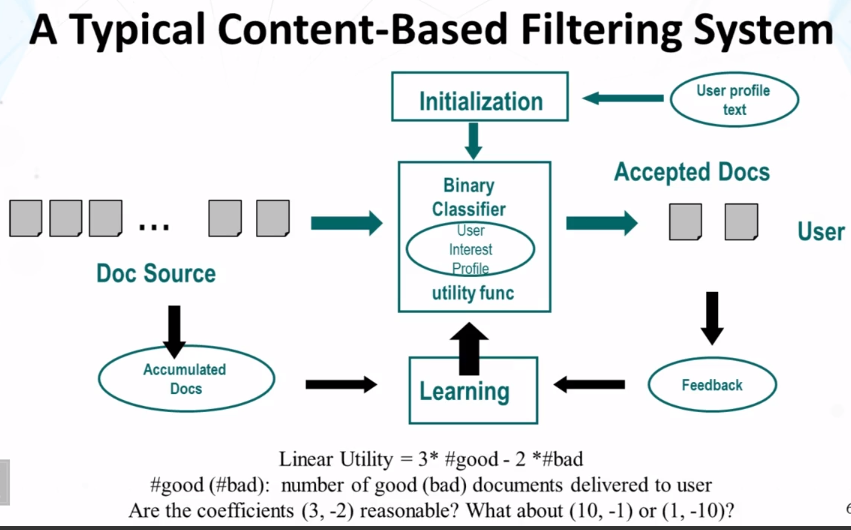 A Typical Content-Based Filtering System
Initialization
User profile
text
Binary
Classifier
User
Interest
Profile
utility func
Accepted Docs
User
...
Doc Source
Accumulated
Docs
Learning
Feedback
Linear Utility = 3* #good - 2 *#bad
#good (#bad): number of good (bad) documents delivered to user
Are the coefficients (3, -2) reasonable? What about (10, -1) or (1, -10)?